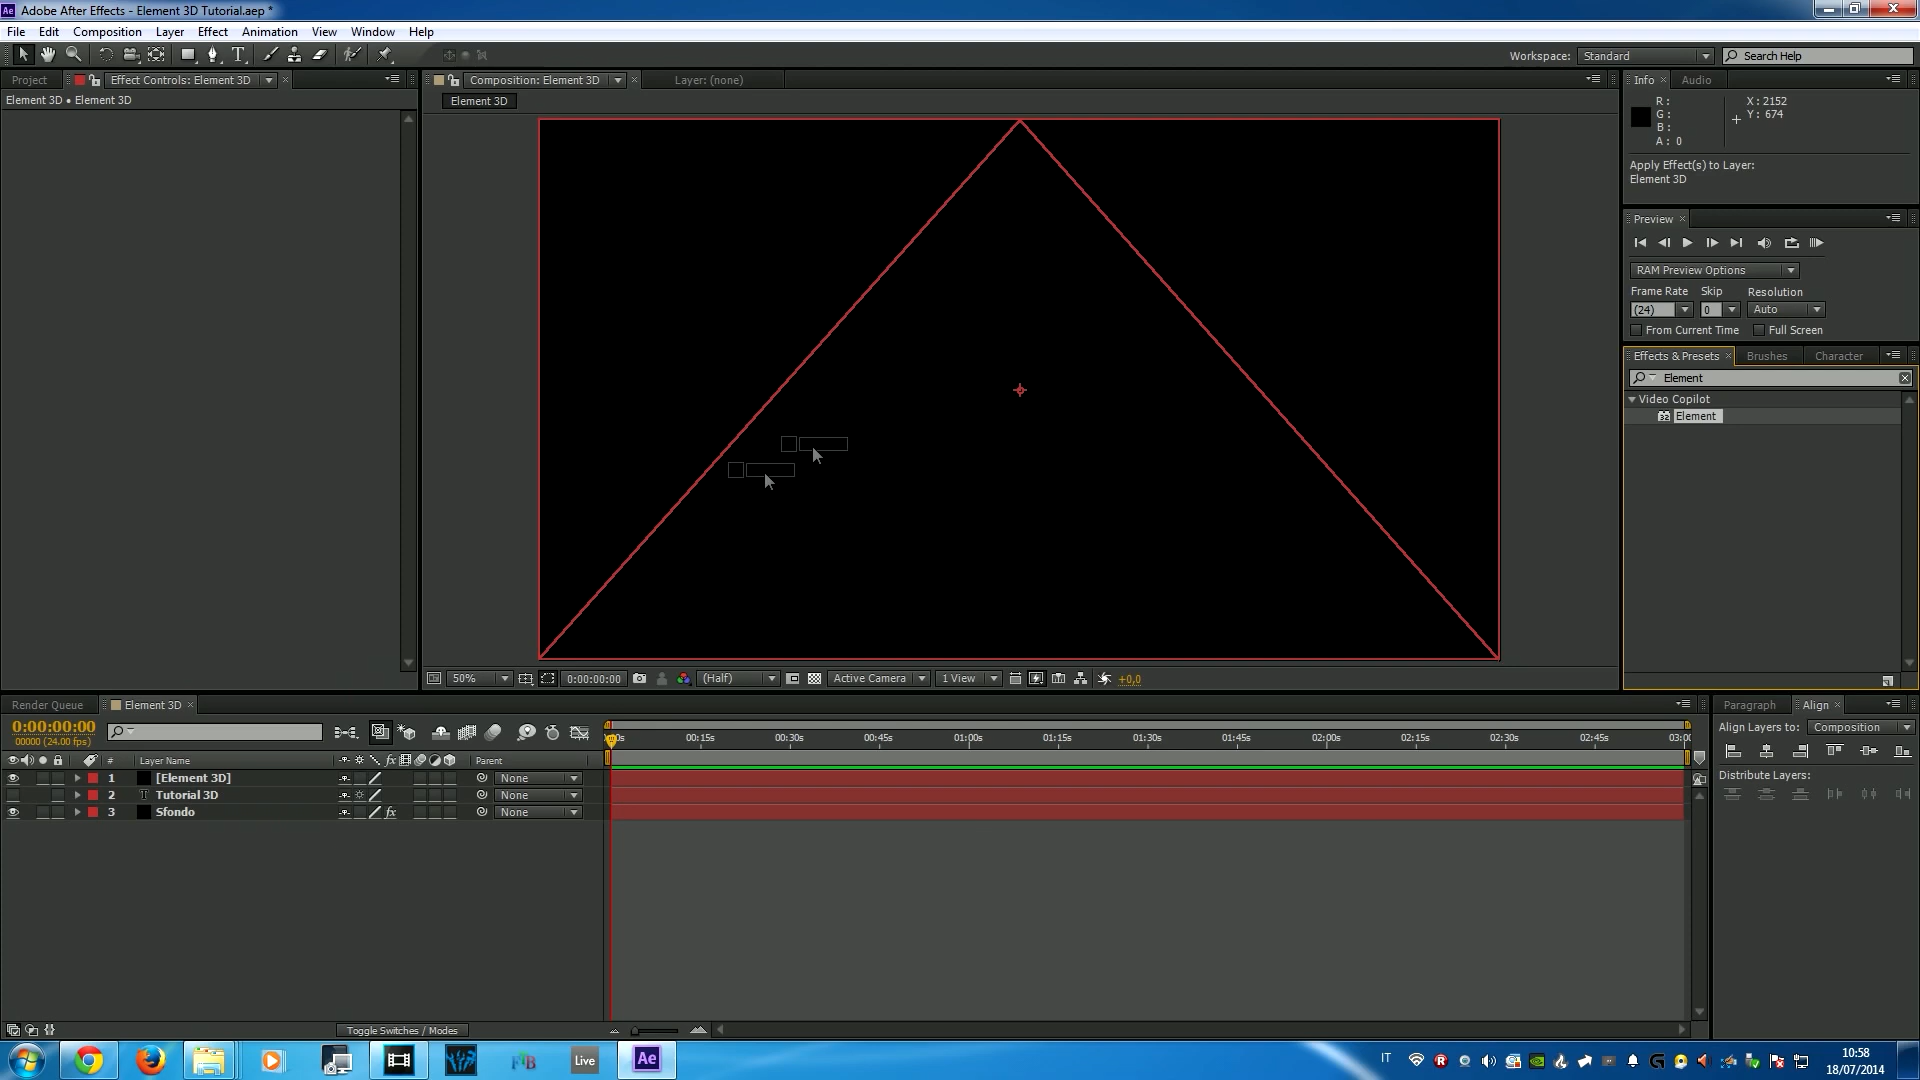 Adobe After Effects - Element 3D Tutorial.aep *
File Edit Composition Layer Effect Animation View Window Help
Workspace: Standard Search Help
Project Effect Controls: Element 3D
Composition: Element 3D Layer: (none)
Info Audio
Element 3D • Element 3D
Element 3D
R :
G :
B :
A : 0
X : 2152
Y : 674
Apply Effect(s) to Layer:
Element 3D
Preview
RAM Preview Options
Frame Rate Skip Resolution
(24) 0 Auto
From Current Time Full Screen
Effects & Presets Brushes Character
Element
Video Copilot
Element
50% 0:00:00:00 (Half) Active Camera 1 View +0,0
Render Queue Element 3D
0:00:00:00
00000 (24.00 fps)
00:15s 00:30s 00:45s 01:00s 01:15s 01:30s 01:45s 02:00s 02:15s 02:30s 02:45s 03:00
# Layer Name Parent
1 [Element 3D] None
2 T Tutorial 3D None
3 Sfondo fx None
Toggle Switches / Modes
Paragraph Align
Align Layers to: Composition
Distribute Layers:
Live
Ae
IT
10:58
18/07/2014